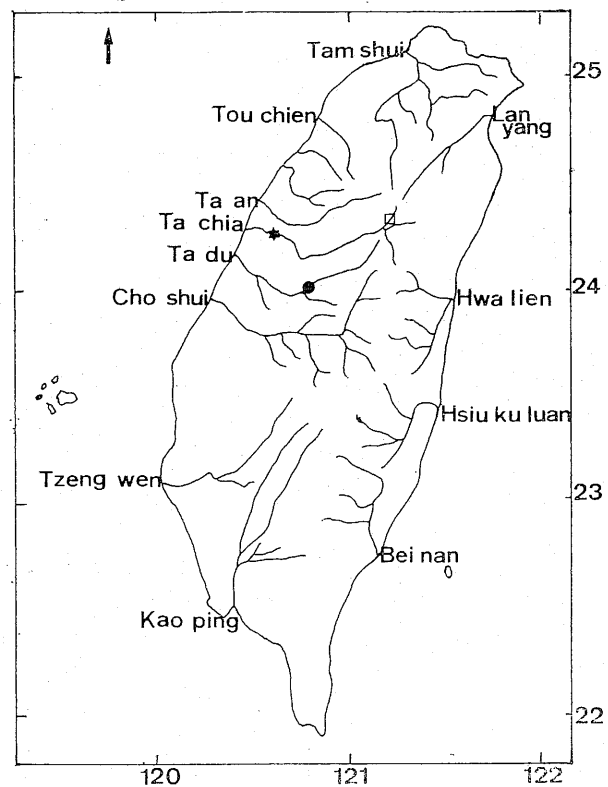 Tam shui
25
Tou chien
Lan
yang
Ta an
Ta chia
Ta du
Cho shui
24
Hwa lien
Hsiu ku luan
Tzeng wen
23
Bei nan
Kao ping
22
120
121
122